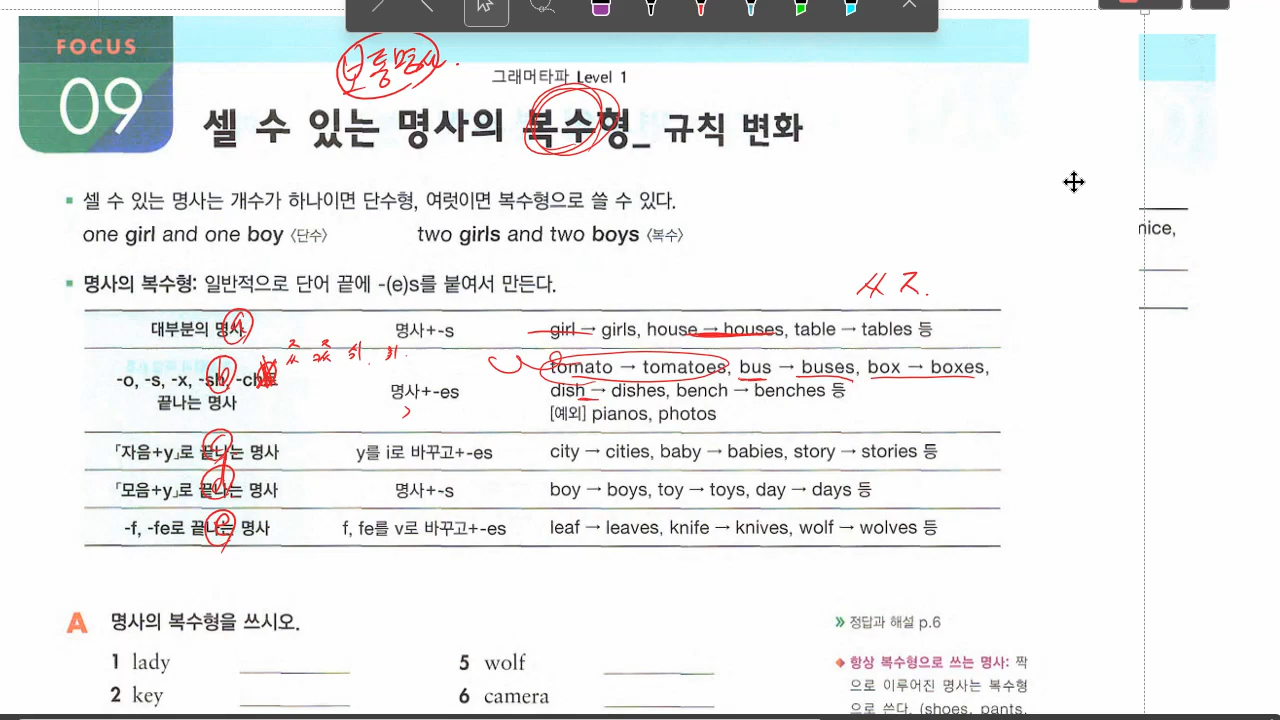 FOCUS
09
보통명사.
그래머타파 Level 1
셀 수 있는 명사의 복수형_ 규칙 변화
셀 수 있는 명사는 개수가 하나이면 단수형, 여럿이면 복수형으로 쓸 수 있다.
one girl and one boy 〈단수〉 two girls and two boys 〈복수〉
nice,
명사의 복수형: 일반적으로 단어 끝에 -(e)s를 붙여서 만든다.
ㅆ ㅈ.
대부분의 명사 명사+-s girl → girls, house → houses, table → tables 등
-o, -s, -x, -sh, -ch로 끝나는 명사 명사+-es tomato → tomatoes, bus → buses, box → boxes,
dish → dishes, bench → benches 등
[예외] pianos, photos
「자음+y」로 끝나는 명사 y를 i로 바꾸고+-es city → cities, baby → babies, story → stories 등
「모음+y」로 끝나는 명사 명사+-s boy → boys, toy → toys, day → days 등
-f, -fe로 끝나는 명사 f, fe를 v로 바꾸고+-es leaf → leaves, knife → knives, wolf → wolves 등
A 명사의 복수형을 쓰시오.
» 정답과 해설 p.6
1 lady 5 wolf
2 key 6 camera
항상 복수형으로 쓰는 명사: 짝
으로 이루어진 명사는 복수형
으로 쓴다. (shoes, pants,